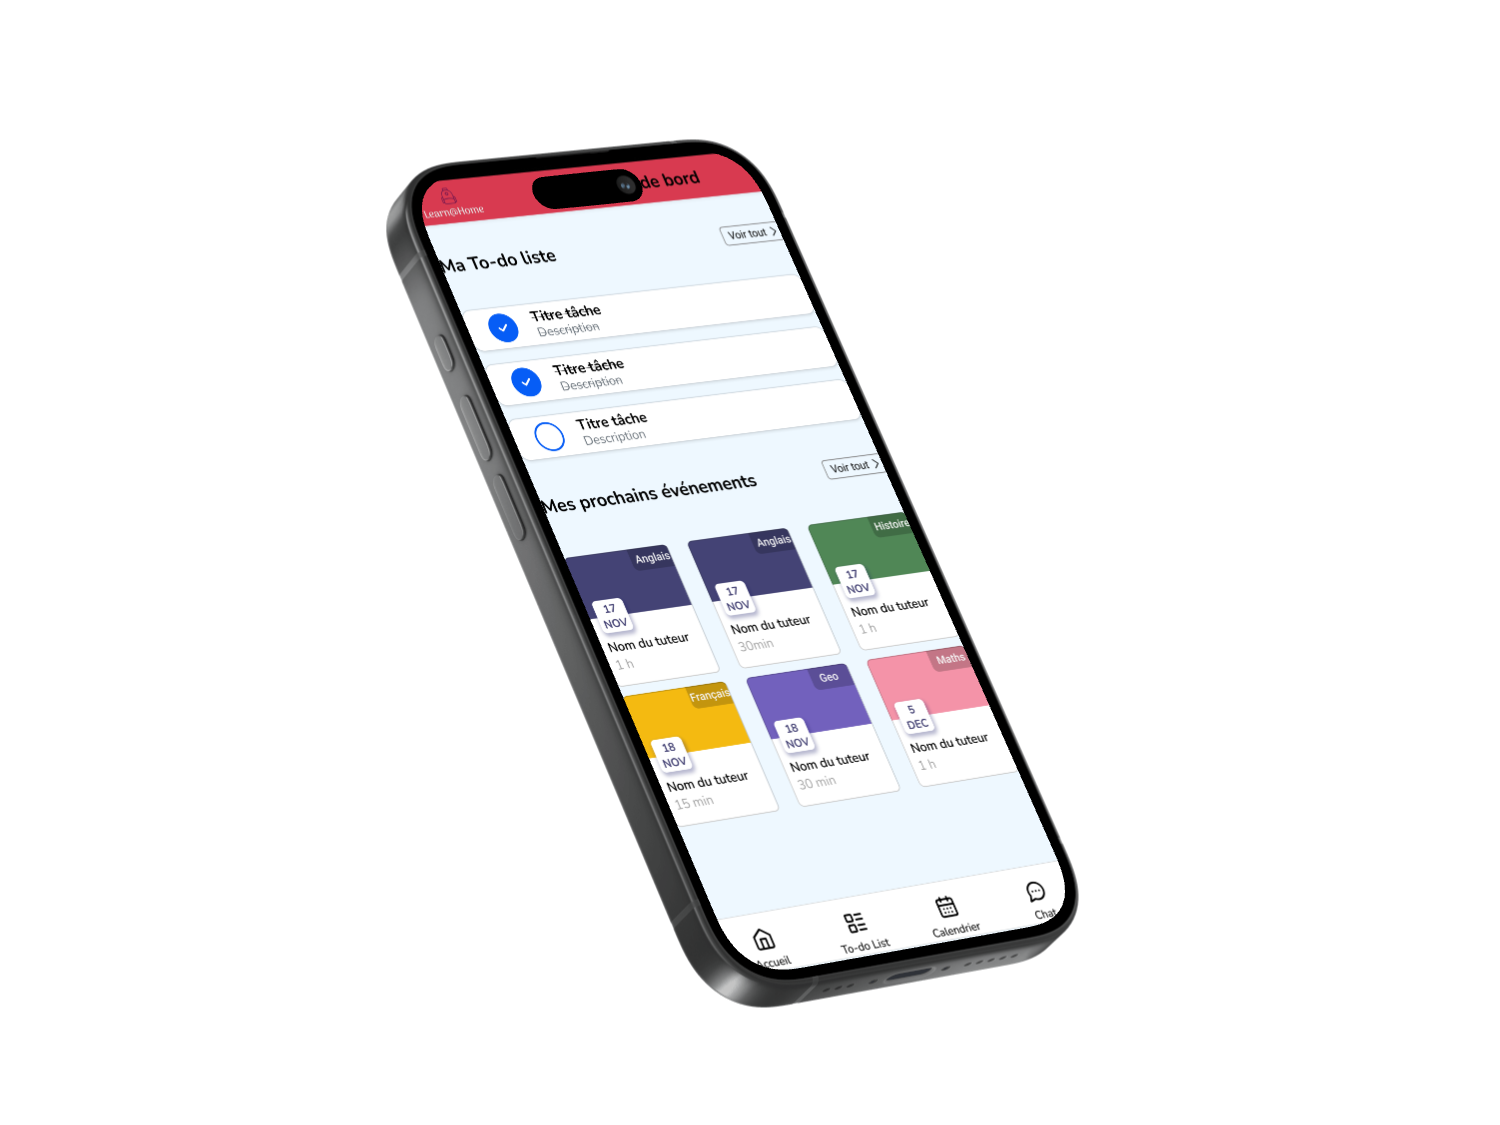 Learn@Home
de bord
Ma To-do liste
Voir tout
Titre tâche
Description
Titre tâche
Description
Titre tâche
Description
Mes prochains événements
Voir tout
Anglais
17
NOV
Nom du tuteur
1 h
Anglais
17
NOV
Nom du tuteur
30min
Histoire
17
NOV
Nom du tuteur
1 h
Français
18
NOV
Nom du tuteur
15 min
Geo
18
NOV
Nom du tuteur
30 min
Maths
5
DEC
Nom du tuteur
1 h
Accueil
To-do List
Calendrier
Chat